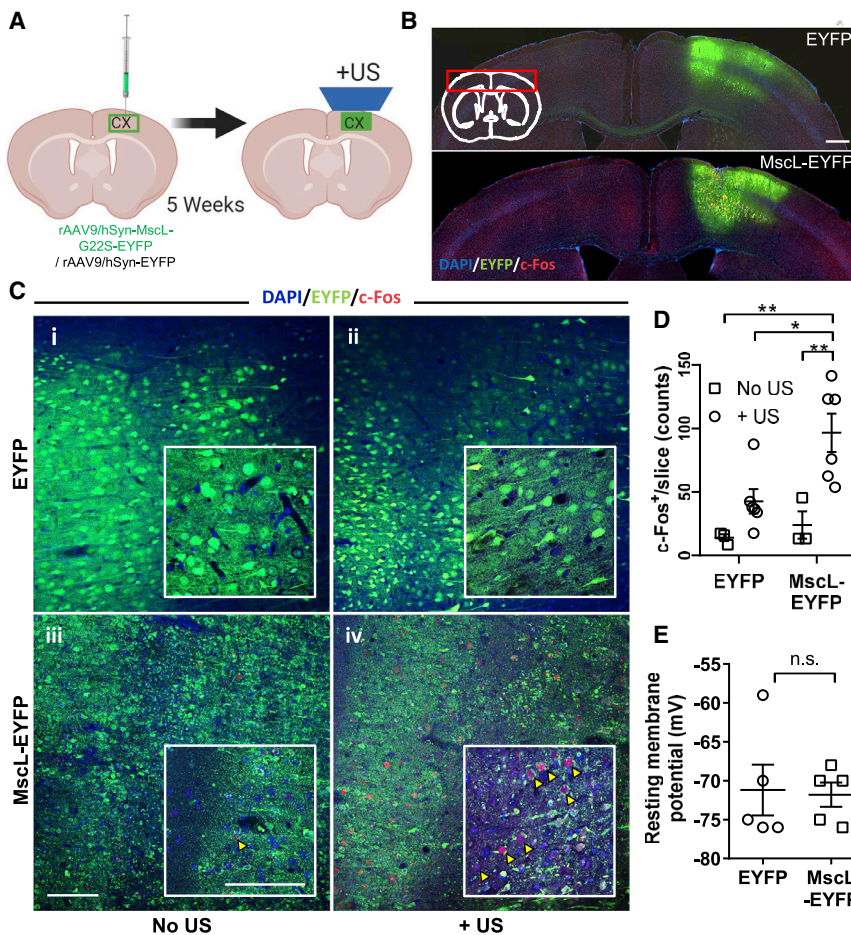 A
+US
CX
CX
5 Weeks
rAAV9/hSyn-MscL-
G22S-EYFP
/ rAAV9/hSyn-EYFP
B
EYFP
MscL-EYFP
DAPI/EYFP/c-Fos
C
DAPI/EYFP/c-Fos
i
ii
EYFP
iii
iv
MscL-EYFP
No US
+ US
D
**
*
**
c-Fos+/slice (counts)
150
100
50
0
No US
+ US
EYFP
MscL-
EYFP
E
n.s.
Resting membrane
potential (mV)
-55
-60
-65
-70
-75
-80
EYFP
MscL
-EYFP